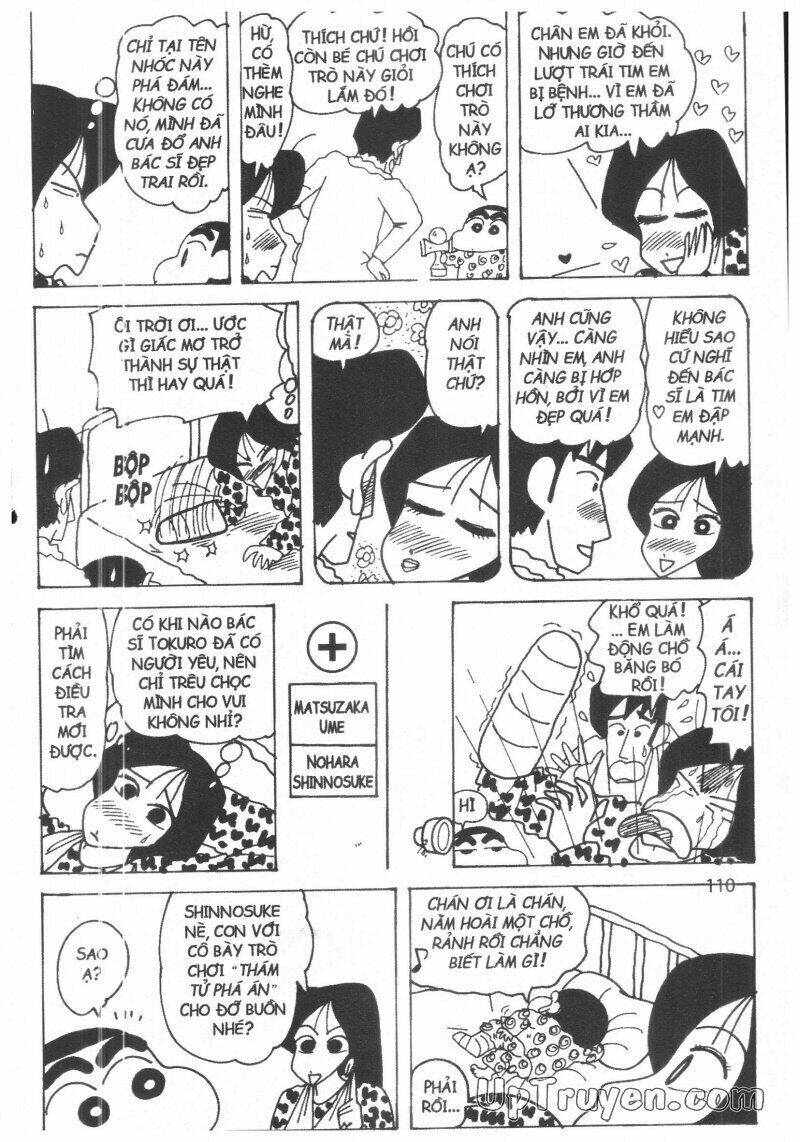 CHÂN EM ĐÃ KHỎI.
NHƯNG GIỜ ĐẾN
LƯỢT TRÁI TIM EM
BỊ BỆNH... VÌ EM ĐÃ
LỠ THƯƠNG THẦM
AI KIA...
CHÚ CÓ
THÍCH
CHƠI
TRÒ
NÀY
KHÔNG
Ạ?
THÍCH CHỨ! HỒI
CÒN BÉ CHÚ CHƠI
TRÒ NÀY GIỎI
LẮM ĐÓ!
HỪ,
CÓ
THÈM
NGHE
MÌNH
ĐÂU!
CHỈ TẠI TÊN
NHÓC NÀY
PHÁ ĐÁM...
KHÔNG CÓ
NÓ, MÌNH ĐÃ
CƯA ĐỔ ANH
BÁC SĨ ĐẸP
TRAI RỒI.
KHÔNG
HIỂU SAO
CỨ NGHĨ
ĐẾN BÁC
SĨ LÀ TIM
EM ĐẬP
MẠNH.
ANH CŨNG
VẬY... CÀNG
NHÌN EM, ANH
CÀNG BỊ HỚP
HỒN, BỞI VÌ EM
ĐẸP QUÁ!
ANH
NÓI
THẬT
CHỨ?
THẬT
MÀ!
ÔI TRỜI ƠI... ƯỚC
GÌ GIẤC MƠ TRỞ
THÀNH SỰ THẬT
THÌ HAY QUÁ!
BỘP
BỘP
Á
Á...
CÁI
TAY
TÔI!
KHỔ QUÁ!
... EM LÀM
ĐỘNG CHỖ
BĂNG BÓ
RỒI!
HÌ
MATSUZAKA
UME
NOHARA
SHINNOSUKE
CÓ KHI NÀO BÁC
SĨ TOKURO ĐÃ CÓ
NGƯỜI YÊU, NÊN
CHỈ TRÊU CHỌC
MÌNH CHO VUI
KHÔNG NHỈ?
PHẢI
TÌM
CÁCH
ĐIỀU
TRA
MỚI
ĐƯỢC.
110
CHÁN ƠI LÀ CHÁN,
NẰM HOÀI MỘT CHỖ,
RẢNH RỖI CHẲNG
BIẾT LÀM GÌ!
PHẢI
RỒI...
SHINNOSUKE
NÈ, CON VỚI
CÔ BÀY TRÒ
CHƠI "THÁM
TỬ PHÁ ÁN"
CHO ĐỠ BUỒN
NHÉ?
SAO
Ạ?
UpTruyen.com